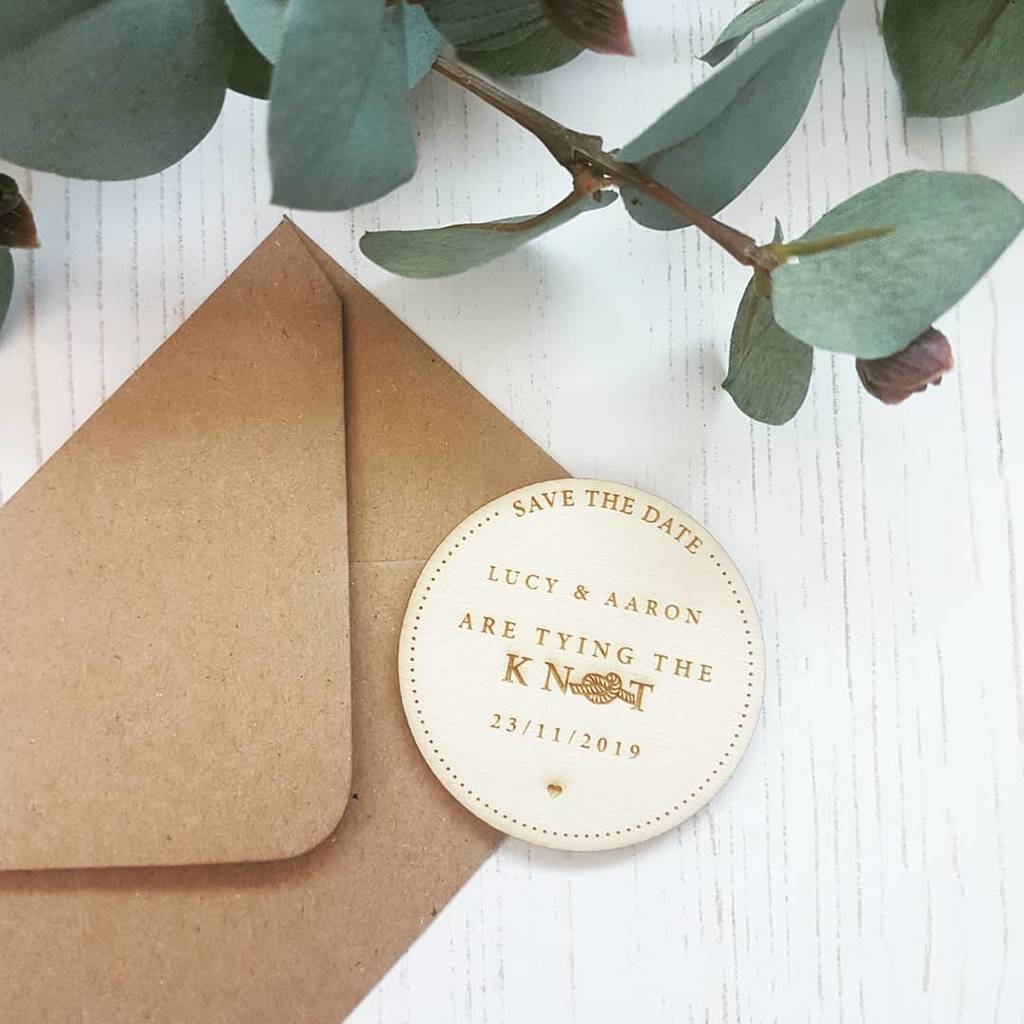 SAVE THE DATE
LUCY & AARON
ARE TYING THE
KNOT
23/11/2019